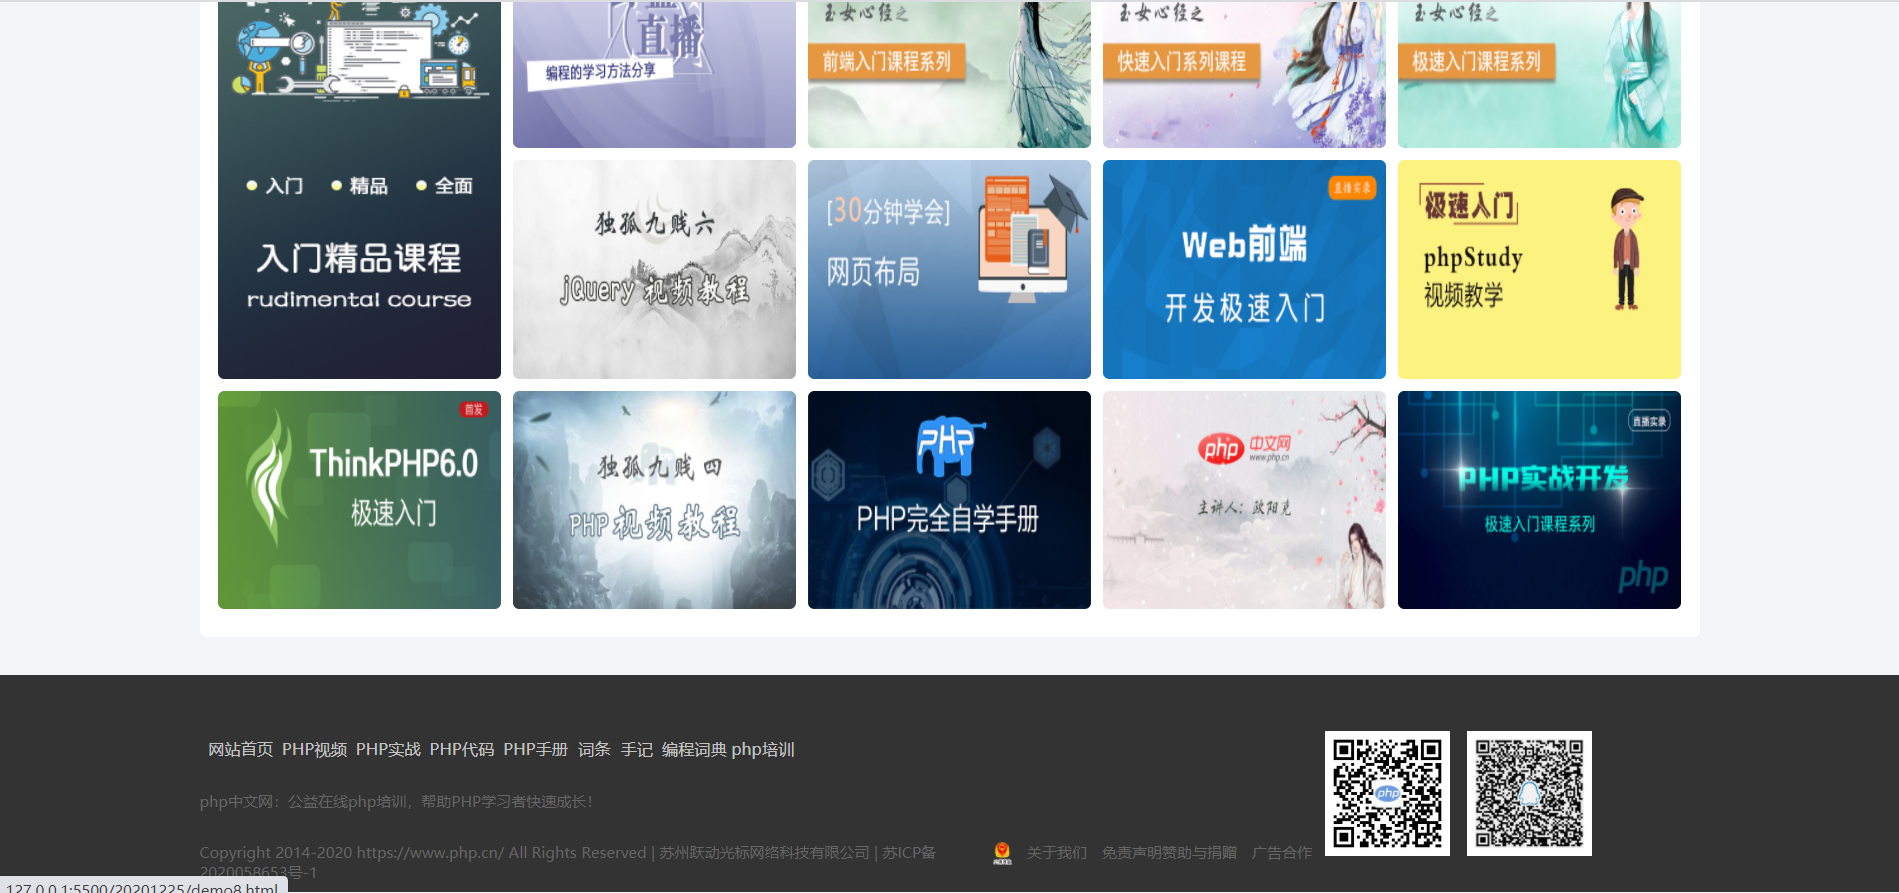 直播
编程的学习方法分享
玉女心经之
前端入门课程系列
玉女心经之
快速入门系列课程
玉女心经之
极速入门课程系列
入门 精品 全面
入门精品课程
rudimental course
独孤九贱六
jQuery 视频教程
[30分钟学会]
网页布局
直播实录
Web前端
开发极速入门
极速入门
phpStudy
视频教学
首发
ThinkPHP6.0
极速入门
独孤九贱四
PHP视频教程
PHP
PHP完全自学手册
php 中文网
www.php.cn
主讲人：欧阳克
直播实录
PHP实战开发
极速入门课程系列
php
网站首页 PHP视频 PHP实战 PHP代码 PHP手册 词条 手记 编程词典 php培训
php中文网：公益在线php培训，帮助PHP学习者快速成长！
Copyright 2014-2020 https://www.php.cn/ All Rights Reserved | 苏州跃动光标网络科技有限公司 | 苏ICP备
2020058653号-1
关于我们 免责声明赞助与捐赠 广告合作
php
127.0.0.1:5500/20201225/demo8.html